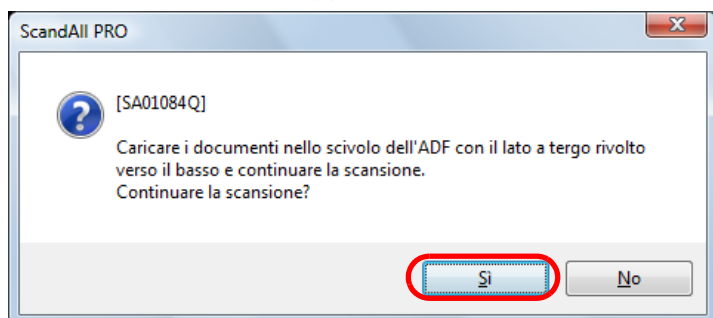 ScandAll PRO
[SA01084Q]
Caricare i documenti nello scivolo dell'ADF con il lato a tergo rivolto
verso il basso e continuare la scansione.
Continuare la scansione?
Sì
No